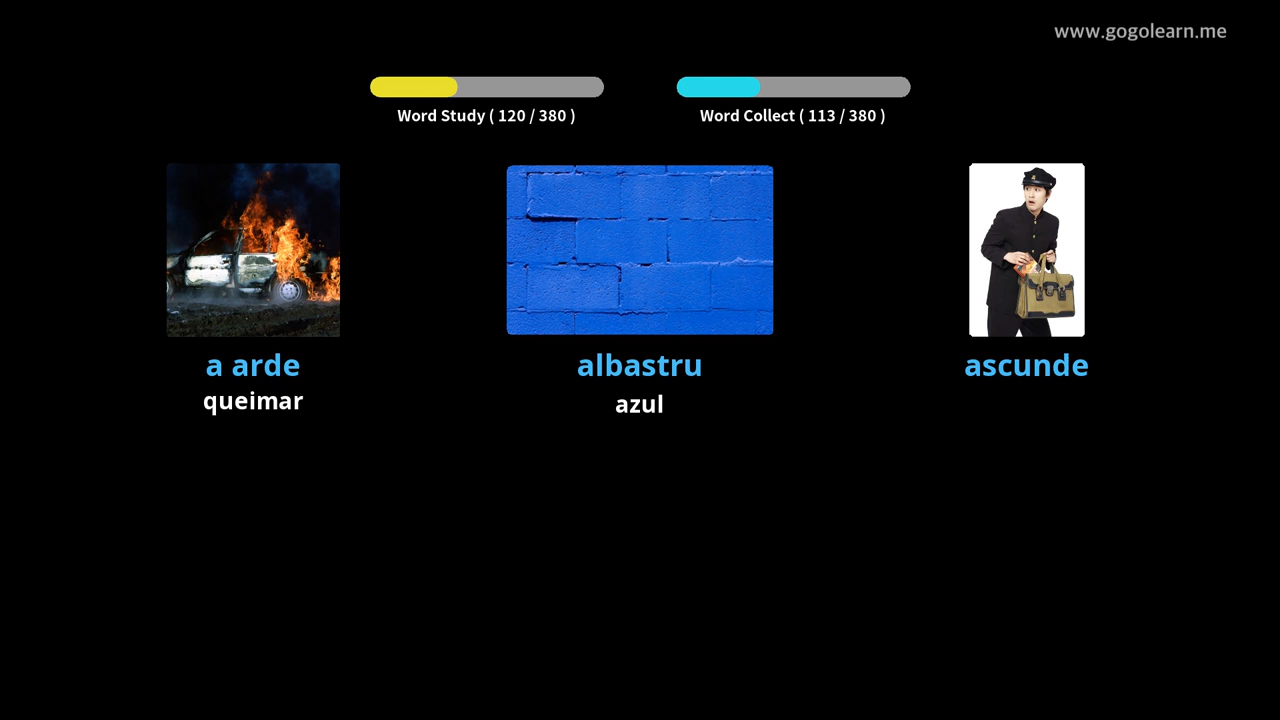 www.gogolearn.me
Word Study ( 120 / 380 )
Word Collect ( 113 / 380 )
a arde
queimar
albastru
azul
ascunde